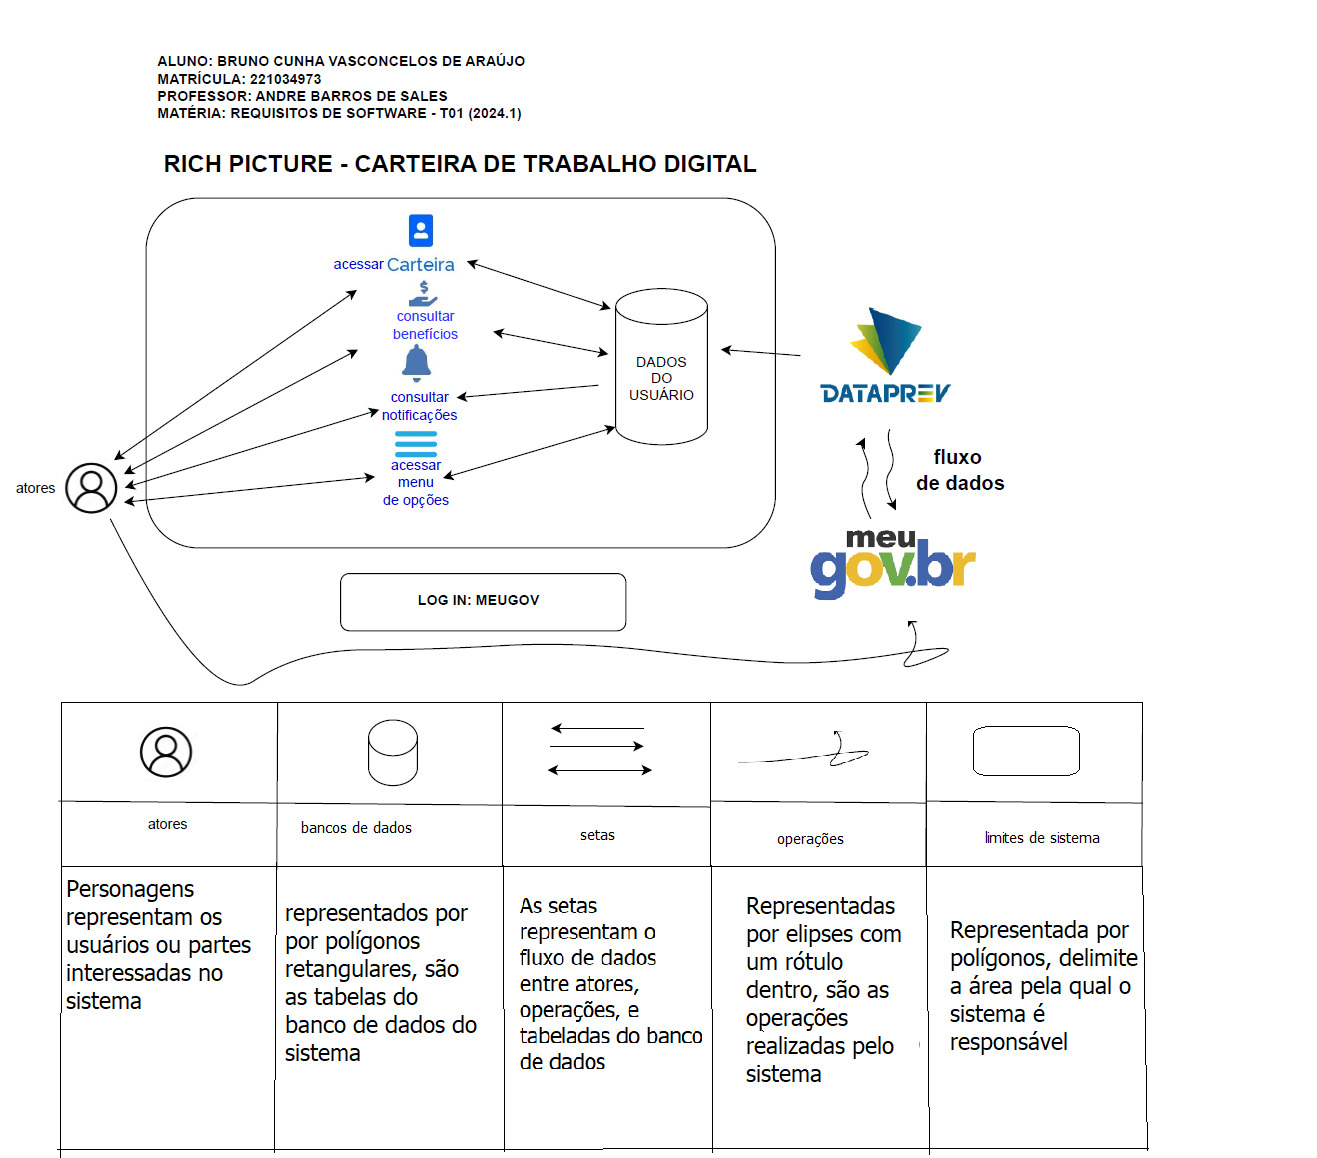 ALUNO: BRUNO CUNHA VASCONCELOS DE ARAÚJO
MATRÍCULA: 221034973
PROFESSOR: ANDRE BARROS DE SALES
MATÉRIA: REQUISITOS DE SOFTWARE - T01 (2024.1)
RICH PICTURE - CARTEIRA DE TRABALHO DIGITAL
acessar Carteira
consultar
benefícios
consultar
notificações
acessar
menu
de opções
DADOS
DO
USUÁRIO
DATAPREV
fluxo
de dados
meu
gov.br
atores
LOG IN: MEUGOV
atores
bancos de dados
setas
operações
limites de sistema
Personagens
representam os
usuários ou partes
interessadas no
sistema
representados por
por polígonos
retangulares, são
as tabelas do
banco de dados do
sistema
As setas
representam o
fluxo de dados
entre atores,
operações, e
tabeladas do banco
de dados
Representadas
por elipses com
um rótulo
dentro, são as
operações
realizadas pelo
sistema
Representada por
polígonos, delimite
a área pela qual o
sistema é
responsável